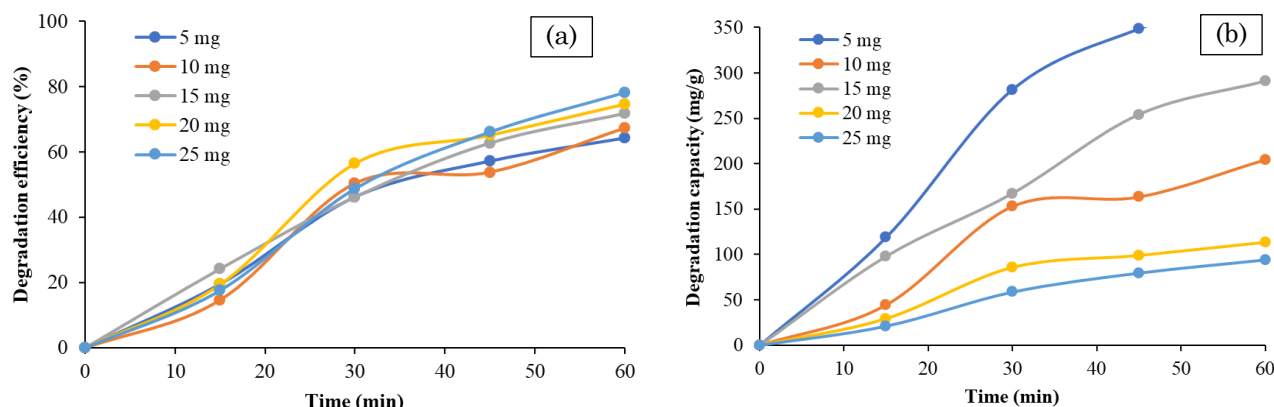 (a)
100
80
60
40
20
0
Degradation efficiency (%)
5 mg
10 mg
15 mg
20 mg
25 mg
0 10 20 30 40 50 60
Time (min)
(b)
350
300
250
200
150
100
50
0
Degradation capacity (mg/g)
5 mg
10 mg
15 mg
20 mg
25 mg
0 10 20 30 40 50 60
Time (min)